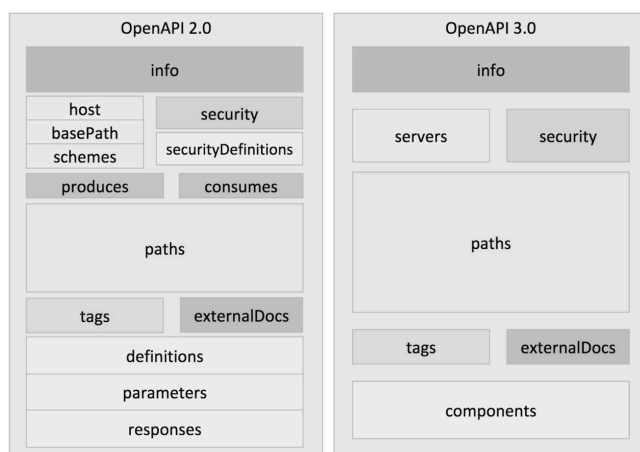 OpenAPI 2.0
info
host
basePath
schemes
security
securityDefinitions
produces
consumes
paths
tags
externalDocs
definitions
parameters
responses
OpenAPI 3.0
info
servers
security
paths
tags
externalDocs
components